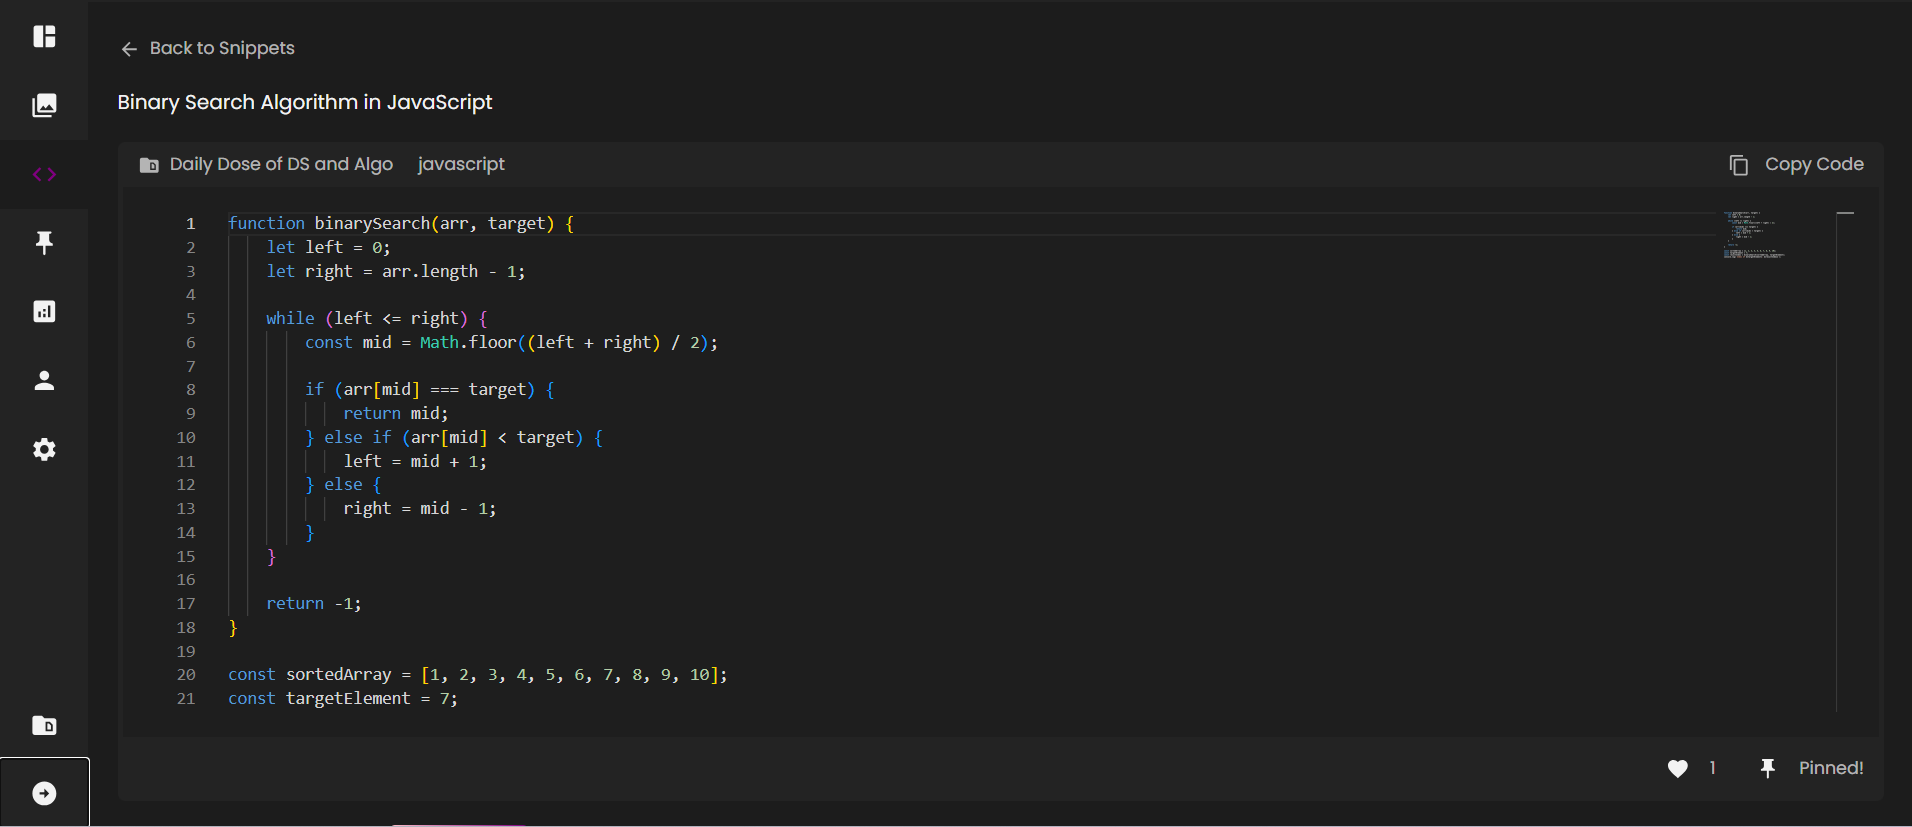 Back to Snippets
Binary Search Algorithm in JavaScript
Daily Dose of DS and Algo javascript Copy Code
1 function binarySearch(arr, target) {
2     let left = 0;
3     let right = arr.length - 1;
4
5     while (left <= right) {
6         const mid = Math.floor((left + right) / 2);
7
8         if (arr[mid] === target) {
9             return mid;
10         } else if (arr[mid] < target) {
11             left = mid + 1;
12         } else {
13             right = mid - 1;
14         }
15     }
16
17     return -1;
18 }
19
20 const sortedArray = [1, 2, 3, 4, 5, 6, 7, 8, 9, 10];
21 const targetElement = 7;
1 Pinned!